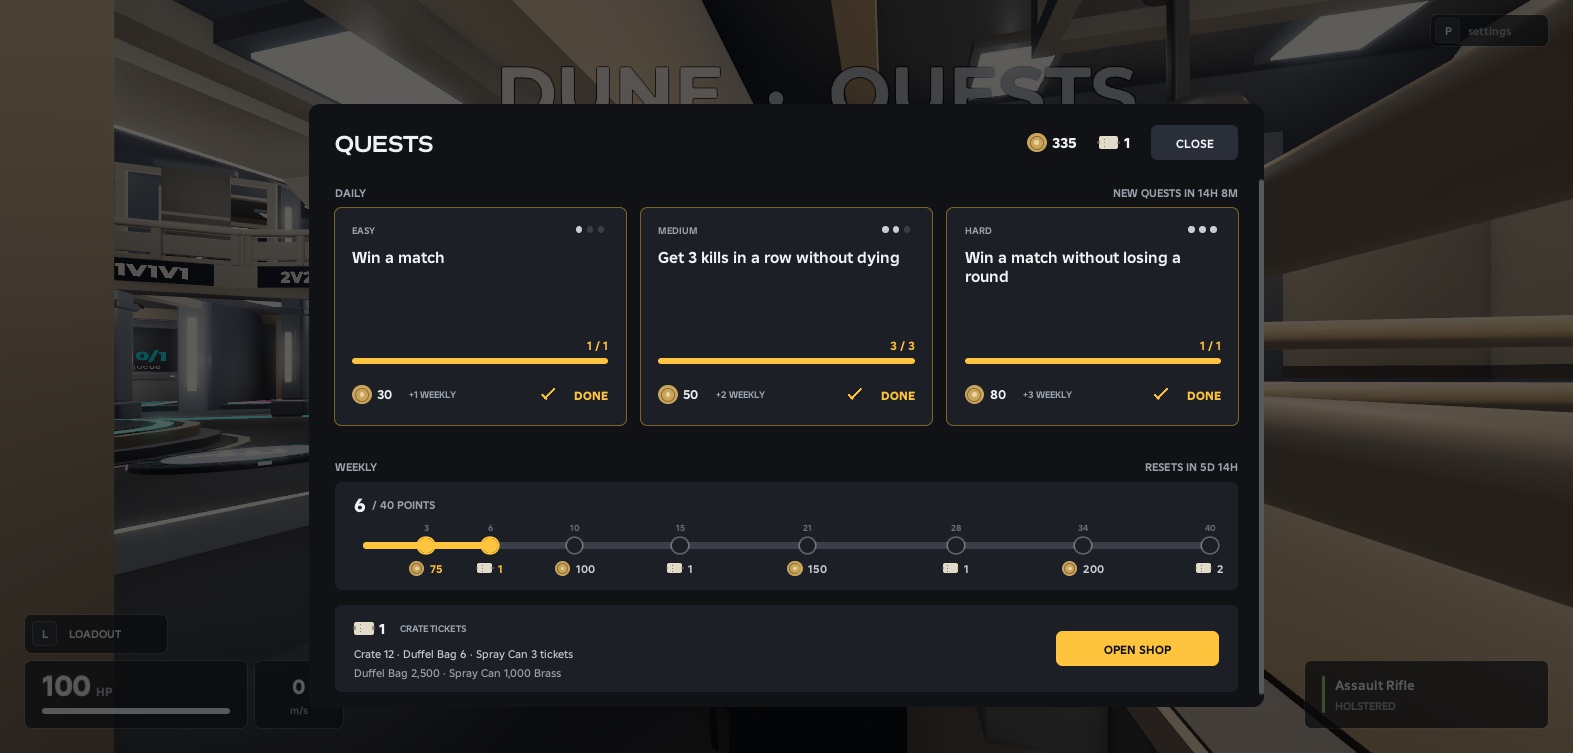 DUNE · QUESTS
P settings
QUESTS
335
1
CLOSE
DAILY
NEW QUESTS IN 14H 8M
EASY
Win a match
1 / 1
30
+1 WEEKLY
DONE
MEDIUM
Get 3 kills in a row without dying
3 / 3
50
+2 WEEKLY
DONE
HARD
Win a match without losing a
round
1 / 1
80
+3 WEEKLY
DONE
1V1V1
2V2
0/1
WEEKLY
RESETS IN 5D 14H
6 / 40 POINTS
3 6 10 15 21 28 34 40
75 1 100 1 150 1 200 2
1 CRATE TICKETS
Crate 12 · Duffel Bag 6 · Spray Can 3 tickets
Duffel Bag 2,500 · Spray Can 1,000 Brass
OPEN SHOP
L LOADOUT
100 HP
0
m/s
Assault Rifle
HOLSTERED